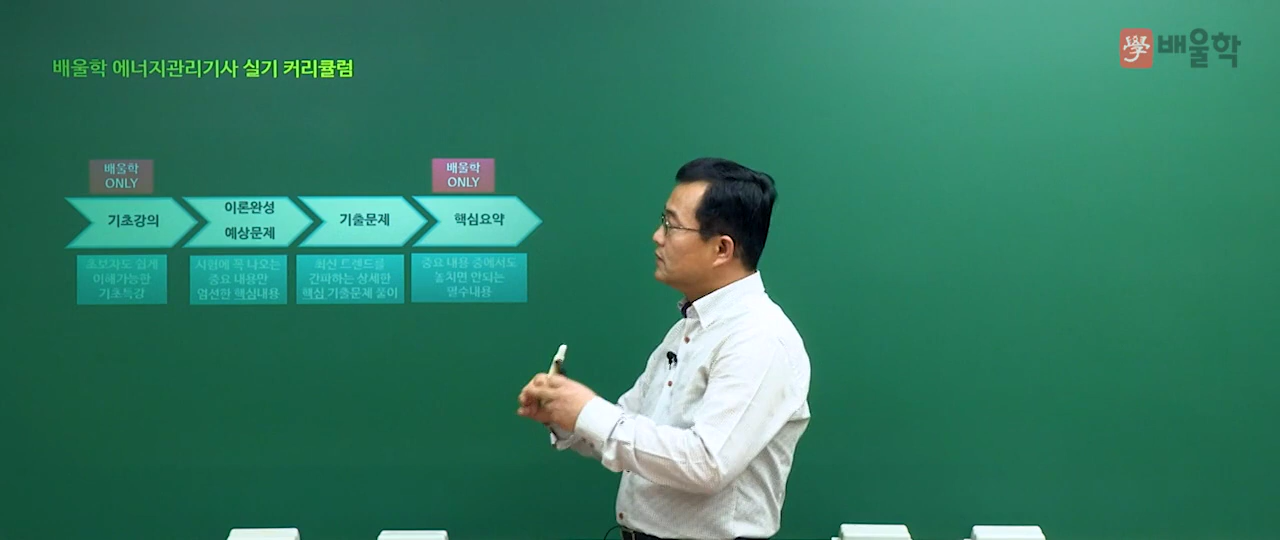 배울학 에너지관리기사 실기 커리큘럼
學 배울학
배울학
ONLY
배울학
ONLY
기초강의
이론완성
예상문제
기출문제
핵심요약
초보자도 쉽게
이해가능한
기초특강
시험에 꼭 나오는
중요 내용만
엄선한 핵심내용
최신 트렌드를
간파하는 상세한
핵심 기출문제 풀이
중요 내용 중에서도
놓치면 안되는
필수내용